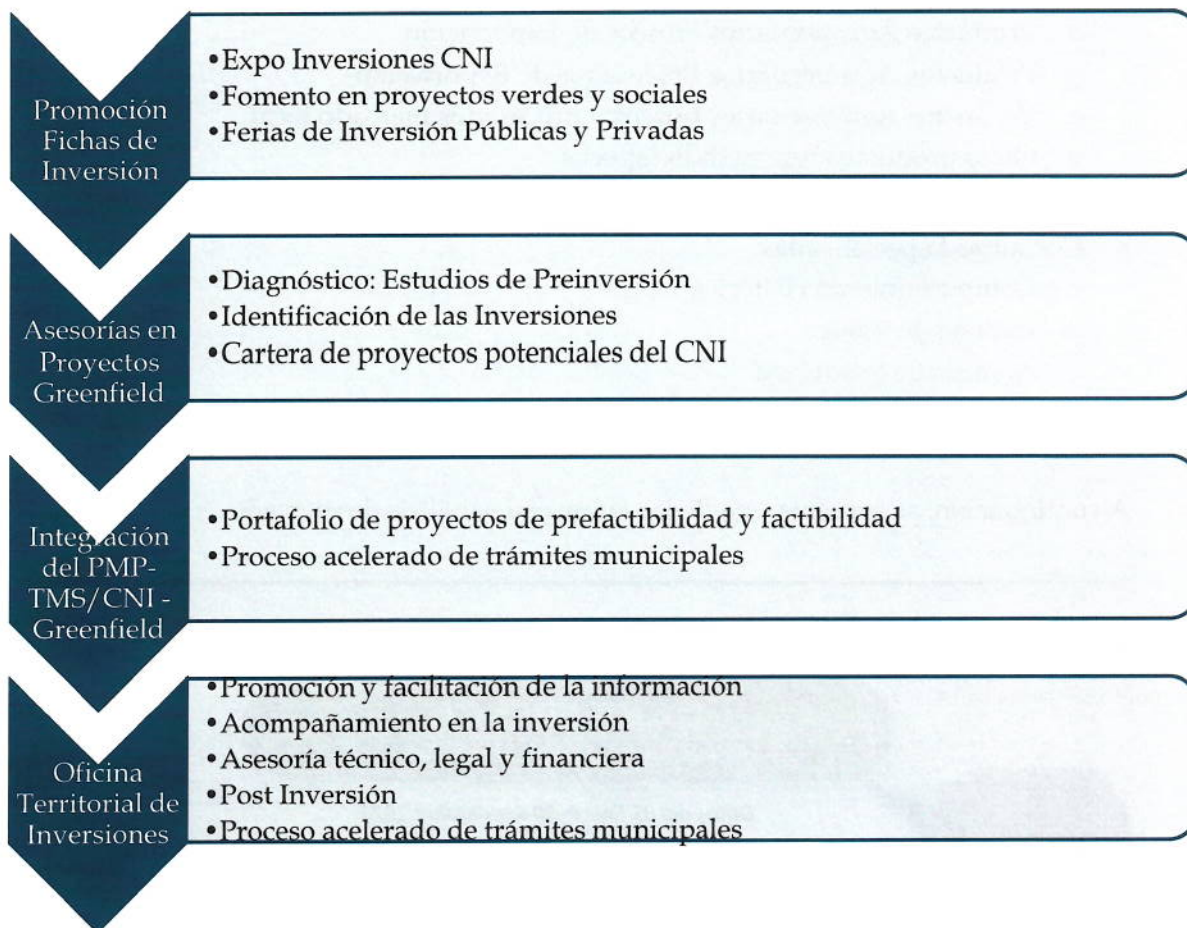 Promoción
Fichas de
Inversión
•Expo Inversiones CNI
•Fomento en proyectos verdes y sociales
•Ferias de Inversión Públicas y Privadas
Asesorías en
Proyectos
Greenfield
•Diagnóstico: Estudios de Preinversión
•Identificación de las Inversiones
•Cartera de proyectos potenciales del CNI
Integración
del PMP-
TMS/CNI -
Greenfield
•Portafolio de proyectos de prefactibilidad y factibilidad
•Proceso acelerado de trámites municipales
Oficina
Territorial de
Inversiones
•Promoción y facilitación de la información
•Acompañamiento en la inversión
•Asesoría técnico, legal y financiera
•Post Inversión
•Proceso acelerado de trámites municipales